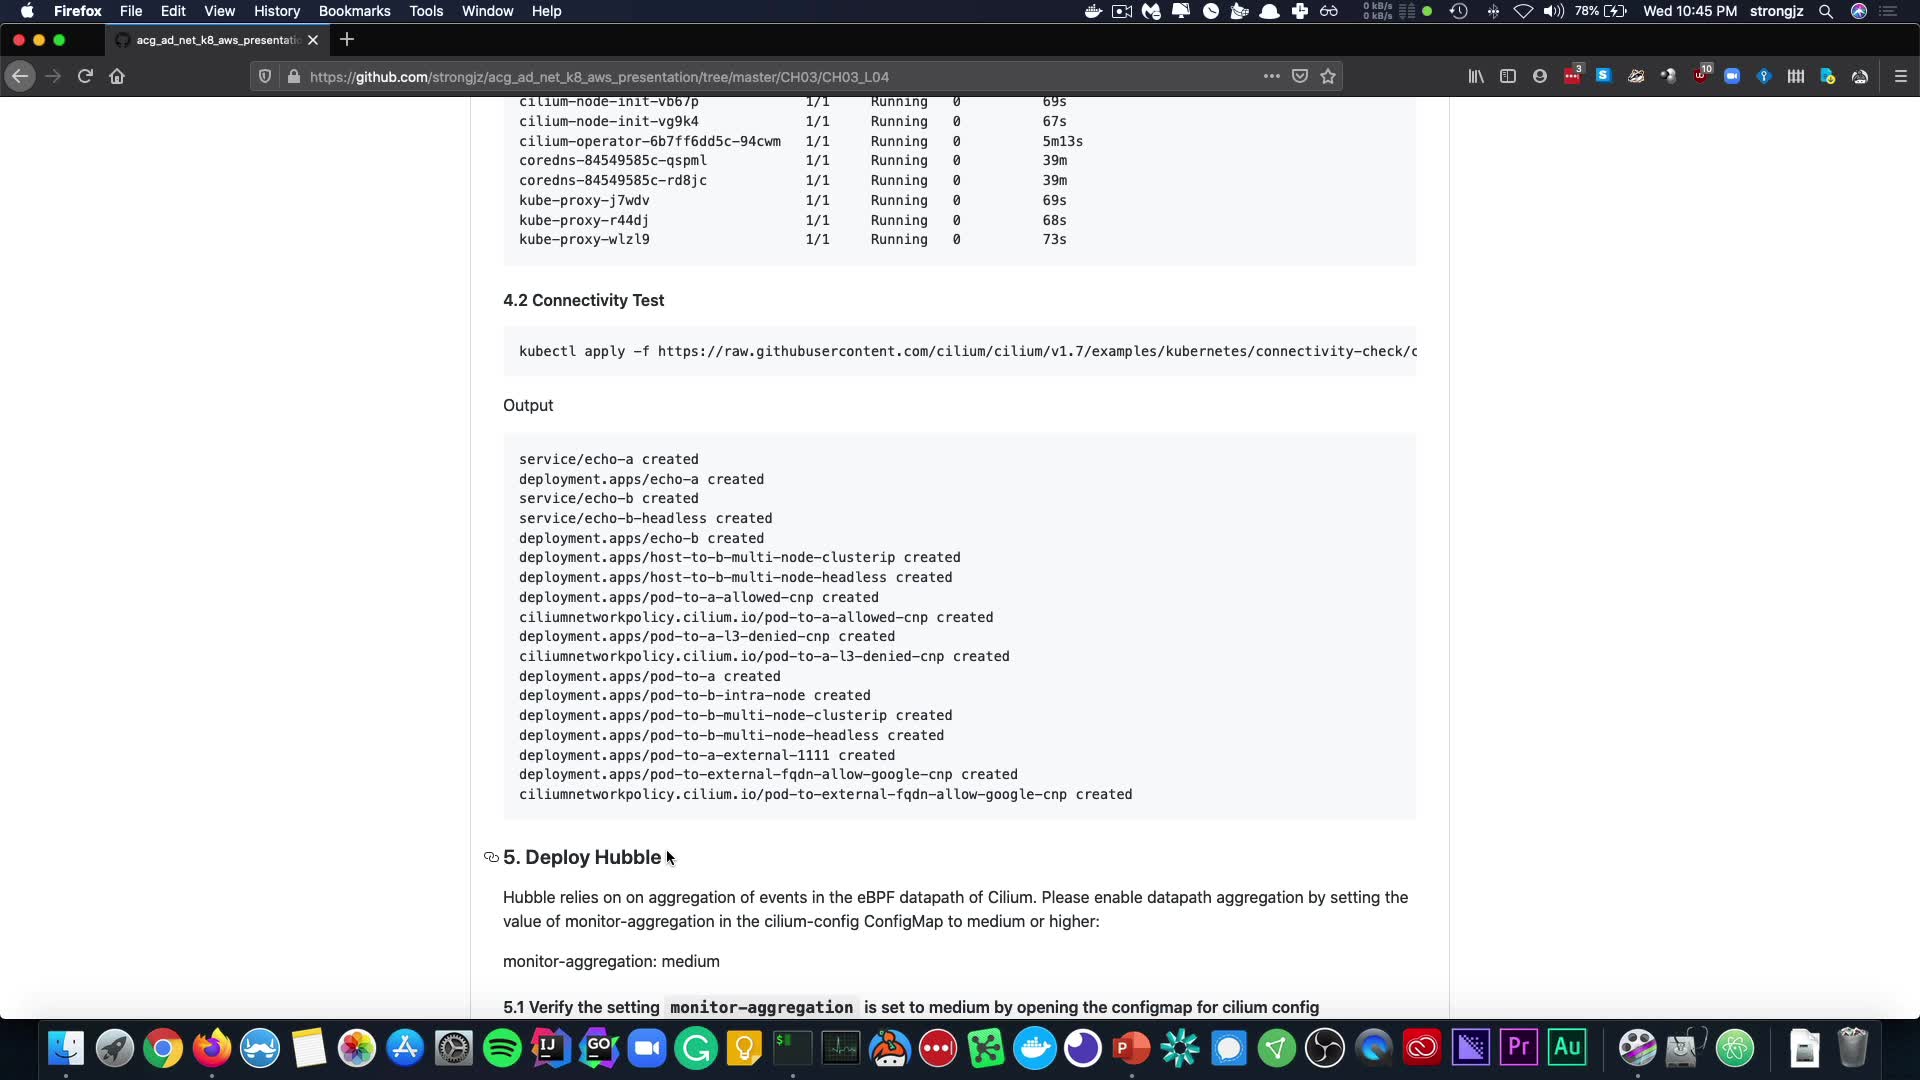 Firefox File Edit View History Bookmarks Tools Window Help
0 kB/s
0 kB/s
78% Wed 10:45 PM strongjz
acg_ad_net_k8_aws_presentatio
https://github.com/strongjz/acg_ad_net_k8_aws_presentation/tree/master/CH03/CH03_L04
3
10
cilium-node-init-vb67p 1/1 Running 0 69s
cilium-node-init-vg9k4 1/1 Running 0 67s
cilium-operator-6b7ff6dd5c-94cwm 1/1 Running 0 5m13s
coredns-84549585c-qspml 1/1 Running 0 39m
coredns-84549585c-rd8jc 1/1 Running 0 39m
kube-proxy-j7wdv 1/1 Running 0 69s
kube-proxy-r44dj 1/1 Running 0 68s
kube-proxy-wlzl9 1/1 Running 0 73s
4.2 Connectivity Test
kubectl apply -f https://raw.githubusercontent.com/cilium/cilium/v1.7/examples/kubernetes/connectivity-check/c
Output
service/echo-a created
deployment.apps/echo-a created
service/echo-b created
service/echo-b-headless created
deployment.apps/echo-b created
deployment.apps/host-to-b-multi-node-clusterip created
deployment.apps/host-to-b-multi-node-headless created
deployment.apps/pod-to-a-allowed-cnp created
ciliumnetworkpolicy.cilium.io/pod-to-a-allowed-cnp created
deployment.apps/pod-to-a-l3-denied-cnp created
ciliumnetworkpolicy.cilium.io/pod-to-a-l3-denied-cnp created
deployment.apps/pod-to-a created
deployment.apps/pod-to-b-intra-node created
deployment.apps/pod-to-b-multi-node-clusterip created
deployment.apps/pod-to-b-multi-node-headless created
deployment.apps/pod-to-a-external-1111 created
deployment.apps/pod-to-external-fqdn-allow-google-cnp created
ciliumnetworkpolicy.cilium.io/pod-to-external-fqdn-allow-google-cnp created
5. Deploy Hubble
Hubble relies on on aggregation of events in the eBPF datapath of Cilium. Please enable datapath aggregation by setting the
value of monitor-aggregation in the cilium-config ConfigMap to medium or higher:
monitor-aggregation: medium
5.1 Verify the setting monitor-aggregation is set to medium by opening the configmap for cilium config
IJ GO $ P Pr Au